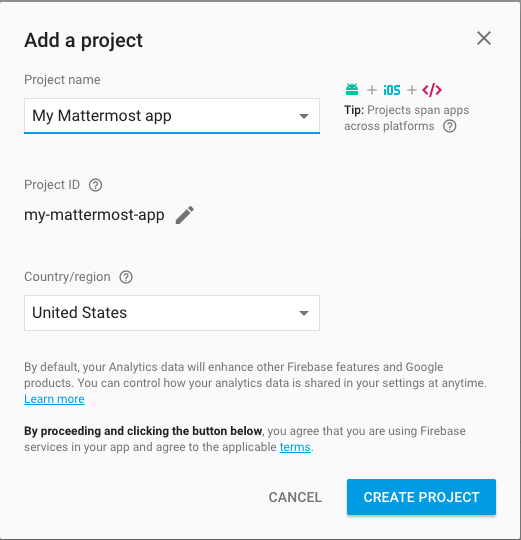 Add a project
Project name
My Mattermost app
+ iOS + </>
Tip: Projects span apps
across platforms ?
Project ID ?
my-mattermost-app
Country/region ?
United States
By default, your Analytics data will enhance other Firebase features and Google
products. You can control how your analytics data is shared in your settings at anytime.
Learn more
By proceeding and clicking the button below, you agree that you are using Firebase
services in your app and agree to the applicable terms.
CANCEL
CREATE PROJECT